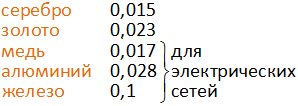 серебро 0,015
золото 0,023
медь 0,017 для
алюминий 0,028 электрических
железо 0,1 сетей